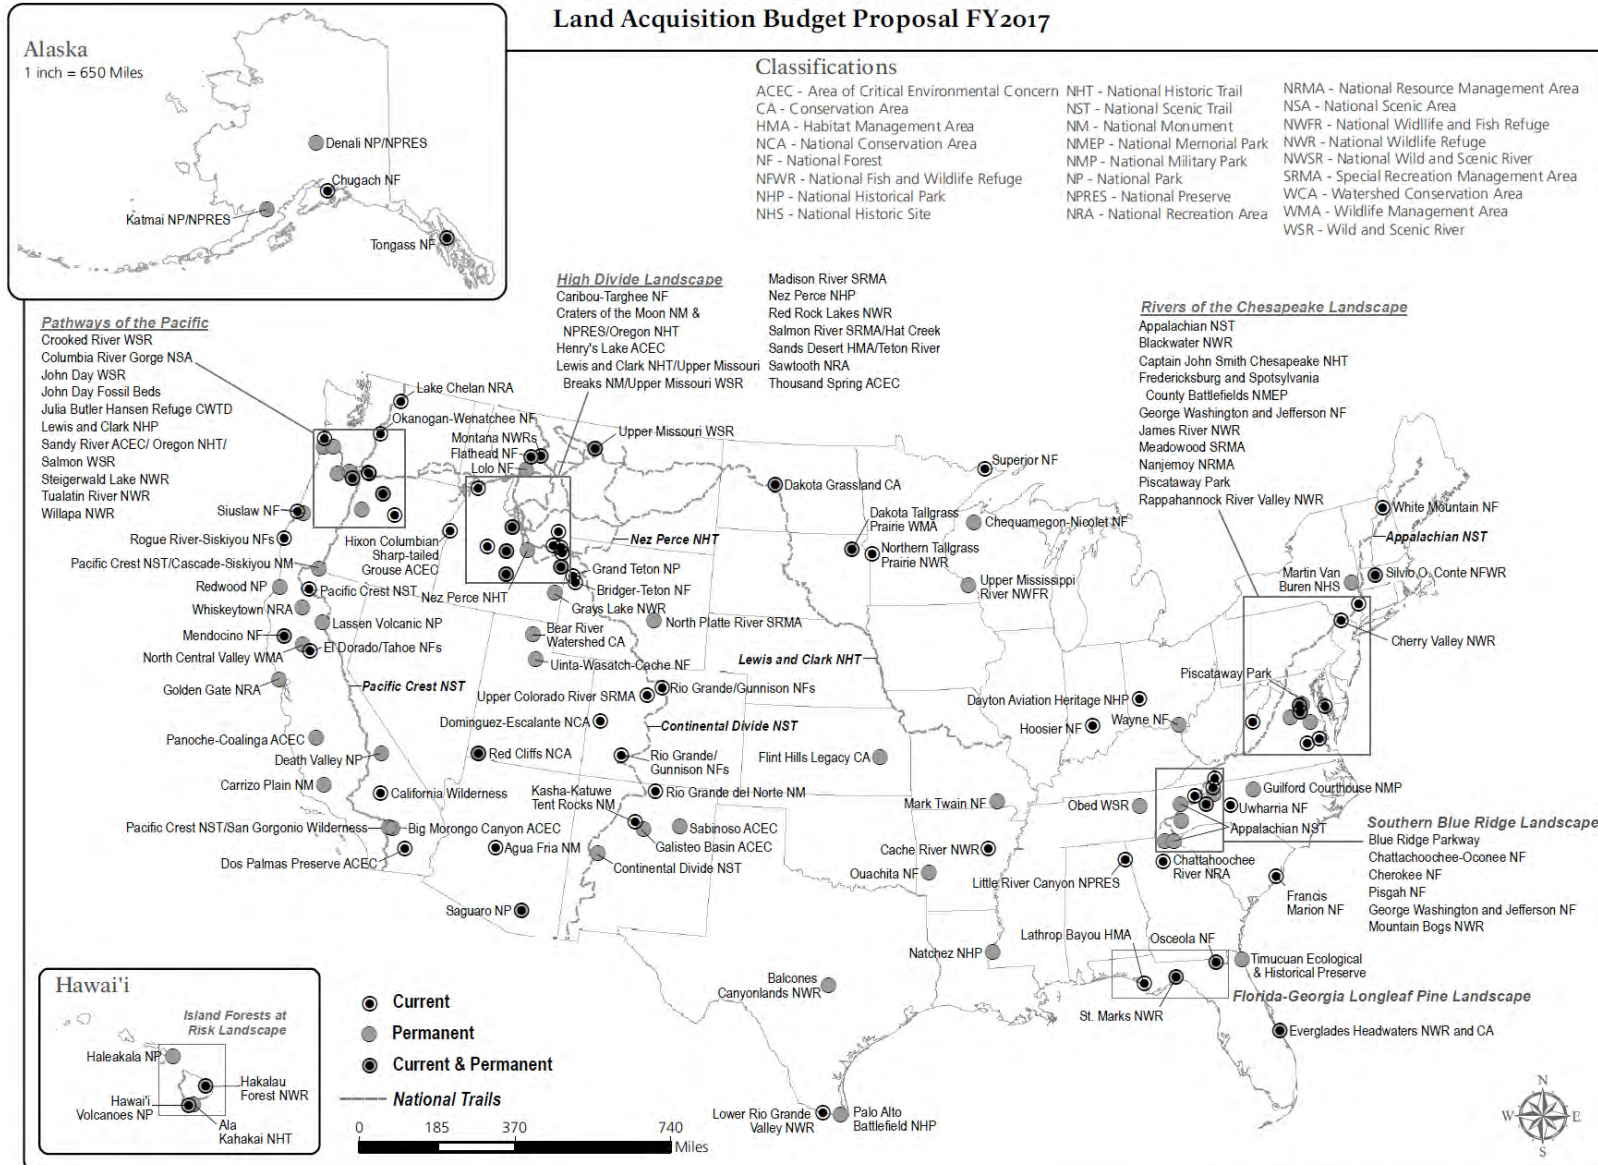 Land Acquisition Budget Proposal FY2017
Alaska
1 inch = 650 Miles
Denali NP/NPRES
Chugach NF
Katmai NP/NPRES
Tongass NF
Classifications
ACEC - Area of Critical Environmental Concern
CA - Conservation Area
HMA - Habitat Management Area
NCA - National Conservation Area
NF - National Forest
NFWR - National Fish and Wildlife Refuge
NHP - National Historical Park
NHS - National Historic Site
NHT - National Historic Trail
NST - National Scenic Trail
NM - National Monument
NMEP - National Memorial Park
NMP - National Military Park
NP - National Park
NPRES - National Preserve
NRA - National Recreation Area
NRMA - National Resource Management Area
NSA - National Scenic Area
NWFR - National Widllife and Fish Refuge
NWR - National Wildlife Refuge
NWSR - National Wild and Scenic River
SRMA - Special Recreation Management Area
WCA - Watershed Conservation Area
WMA - Wildlife Management Area
WSR - Wild and Scenic River
Pathways of the Pacific
Crooked River WSR
Columbia River Gorge NSA
John Day WSR
John Day Fossil Beds
Julia Butler Hansen Refuge CWTD
Lewis and Clark NHP
Sandy River ACEC/ Oregon NHT/
Salmon WSR
Steigerwald Lake NWR
Tualatin River NWR
Willapa NWR
High Divide Landscape
Caribou-Targhee NF
Craters of the Moon NM &
NPRES/Oregon NHT
Henry's Lake ACEC
Lewis and Clark NHT/Upper Missouri
Breaks NM/Upper Missouri WSR
Madison River SRMA
Nez Perce NHP
Red Rock Lakes NWR
Salmon River SRMA/Hat Creek
Sands Desert HMA/Teton River
Sawtooth NRA
Thousand Spring ACEC
Rivers of the Chesapeake Landscape
Appalachian NST
Blackwater NWR
Captain John Smith Chesapeake NHT
Fredericksburg and Spotsylvania
County Battlefields NMEP
George Washington and Jefferson NF
James River NWR
Meadowood SRMA
Nanjemoy NRMA
Piscataway Park
Rappahannock River Valley NWR
Lake Chelan NRA
Okanogan-Wenatchee NF
Montana NWRs
Flathead NF
Lolo NF
Upper Missouri WSR
Superior NF
Dakota Grassland CA
Dakota Tallgrass
Prairie WMA
Chequamegon-Nicolet NF
White Mountain NF
Appalachian NST
Siuslaw NF
Rogue River-Siskiyou NFs
Hixon Columbian
Sharp-tailed
Grouse ACEC
Nez Perce NHT
Northern Tallgrass
Prairie NWR
Pacific Crest NST/Cascade-Siskiyou NM
Grand Teton NP
Martin Van
Buren NHS
Silvio O. Conte NFWR
Redwood NP
Pacific Crest NST
Nez Perce NHT
Bridger-Teton NF
Upper Mississippi
River NWFR
Whiskeytown NRA
Grays Lake NWR
Lassen Volcanic NP
North Platte River SRMA
Mendocino NF
Bear River
Watershed CA
Cherry Valley NWR
North Central Valley WMA
El Dorado/Tahoe NFs
Uinta-Wasatch-Cache NF
Lewis and Clark NHT
Piscataway Park
Golden Gate NRA
Pacific Crest NST
Upper Colorado River SRMA
Rio Grande/Gunnison NFs
Dayton Aviation Heritage NHP
Dominguez-Escalante NCA
Continental Divide NST
Hoosier NF
Wayne NF
Panoche-Coalinga ACEC
Death Valley NP
Red Cliffs NCA
Rio Grande/
Gunnison NFs
Flint Hills Legacy CA
Carrizo Plain NM
California Wilderness
Kasha-Katuwe
Tent Rocks NM
Rio Grande del Norte NM
Mark Twain NF
Obed WSR
Guilford Courthouse NMP
Uwharria NF
Pacific Crest NST/San Gorgonio Wilderness
Big Morongo Canyon ACEC
Sabinoso ACEC
Appalachian NST
Southern Blue Ridge Landscape
Blue Ridge Parkway
Chattachoochee-Oconee NF
Cherokee NF
Pisgah NF
George Washington and Jefferson NF
Mountain Bogs NWR
Dos Palmas Preserve ACEC
Agua Fria NM
Galisteo Basin ACEC
Continental Divide NST
Cache River NWR
Ouachita NF
Little River Canyon NPRES
Chattahoochee
River NRA
Francis
Marion NF
Saguaro NP
Natchez NHP
Lathrop Bayou HMA
Osceola NF
Timucuan Ecological
& Historical Preserve
Balcones
Canyonlands NWR
Florida-Georgia Longleaf Pine Landscape
St. Marks NWR
Everglades Headwaters NWR and CA
Lower Rio Grande
Valley NWR
Palo Alto
Battlefield NHP
Hawai'i
Island Forests at
Risk Landscape
Haleakala NP
Hakalau
Forest NWR
Hawai'i
Volcanoes NP
Ala
Kahakai NHT
Current
Permanent
Current & Permanent
National Trails
0 185 370 740
Miles
N
W E
S